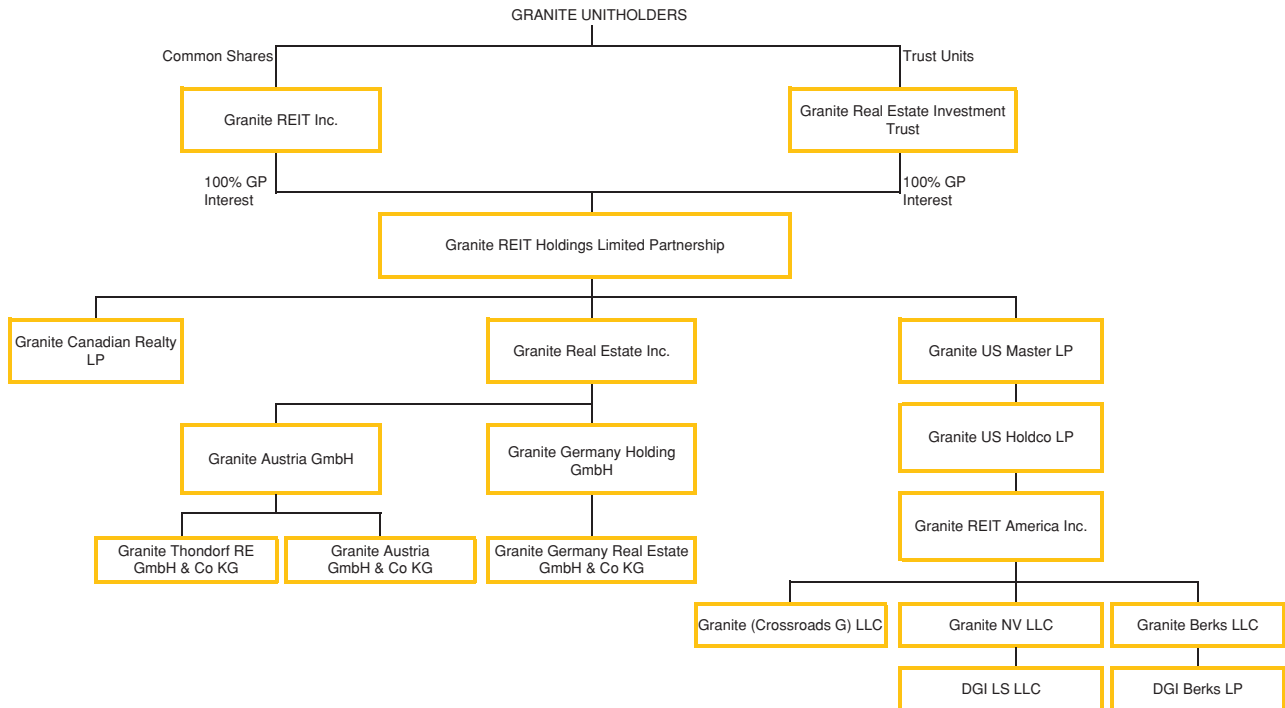 GRANITE UNITHOLDERS
Common Shares
Trust Units
Granite REIT Inc.
Granite Real Estate Investment
Trust
100% GP
Interest
100% GP
Interest
Granite REIT Holdings Limited Partnership
Granite Canadian Realty
LP
Granite Real Estate Inc.
Granite US Master LP
Granite Austria GmbH
Granite Germany Holding
GmbH
Granite US Holdco LP
Granite REIT America Inc.
Granite Thondorf RE
GmbH & Co KG
Granite Austria
GmbH & Co KG
Granite Germany Real Estate
GmbH & Co KG
Granite (Crossroads G) LLC
Granite NV LLC
Granite Berks LLC
DGI LS LLC
DGI Berks LP